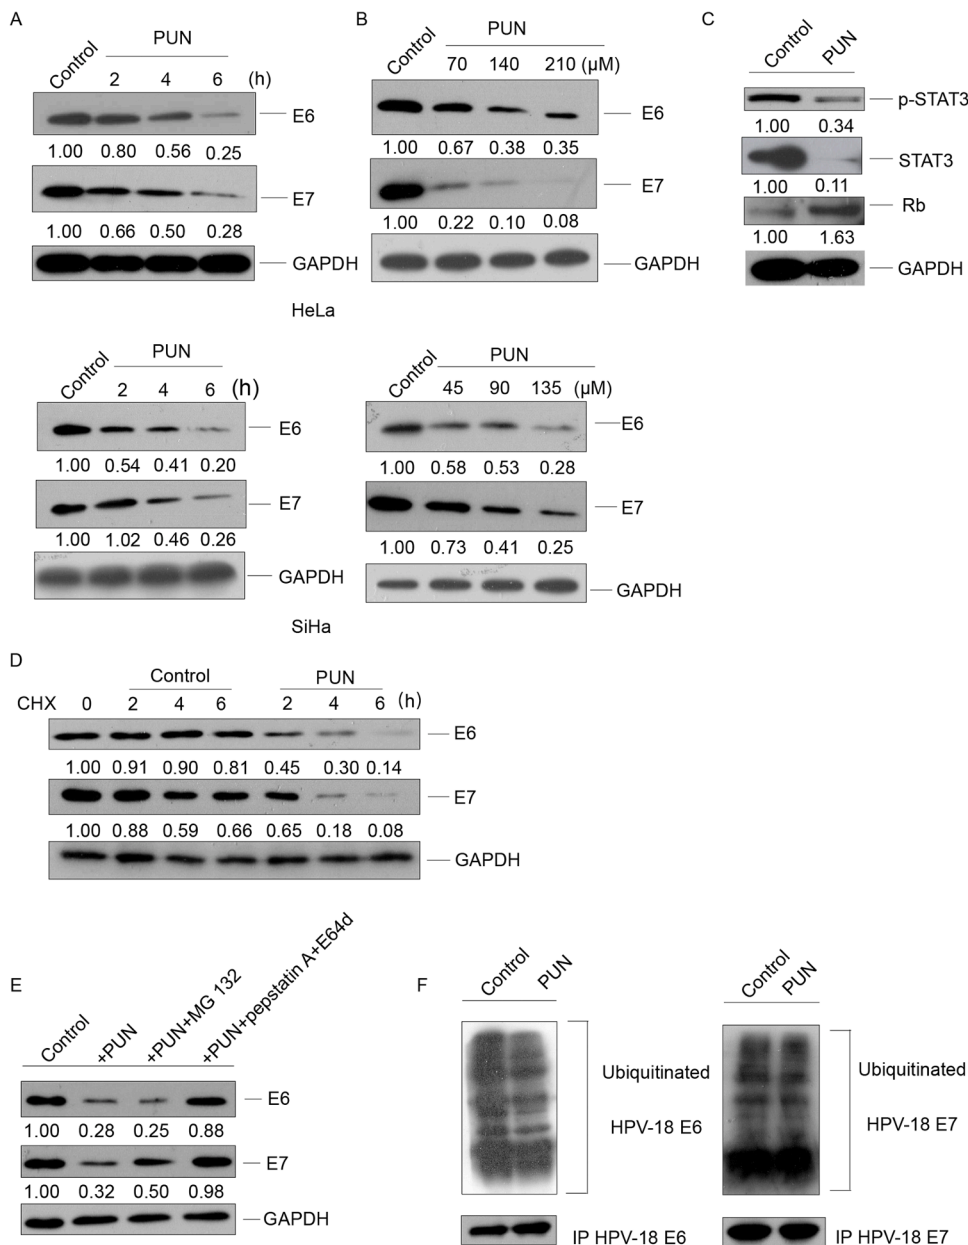 A
Control
PUN
2 4 6 (h)
E6
1.00 0.80 0.56 0.25
E7
1.00 0.66 0.50 0.28
GAPDH
B
Control
PUN
70 140 210 (μM)
E6
1.00 0.67 0.38 0.35
E7
1.00 0.22 0.10 0.08
GAPDH
HeLa
C
Control PUN
p-STAT3
1.00 0.34
STAT3
1.00 0.11
Rb
1.00 1.63
GAPDH
Control
PUN
2 4 6 (h)
E6
1.00 0.54 0.41 0.20
E7
1.00 1.02 0.46 0.26
GAPDH
Control
PUN
45 90 135 (μM)
E6
1.00 0.58 0.53 0.28
E7
1.00 0.73 0.41 0.25
GAPDH
SiHa
D
Control PUN
CHX 0 2 4 6 2 4 6 (h)
E6
1.00 0.91 0.90 0.81 0.45 0.30 0.14
E7
1.00 0.88 0.59 0.66 0.65 0.18 0.08
GAPDH
E
Control +PUN +PUN+MG 132 +PUN+pepstatin A+E64d
E6
1.00 0.28 0.25 0.88
E7
1.00 0.32 0.50 0.98
GAPDH
F
Control PUN
Ubiquitinated
HPV-18 E6
IP HPV-18 E6
Control PUN
Ubiquitinated
HPV-18 E7
IP HPV-18 E7